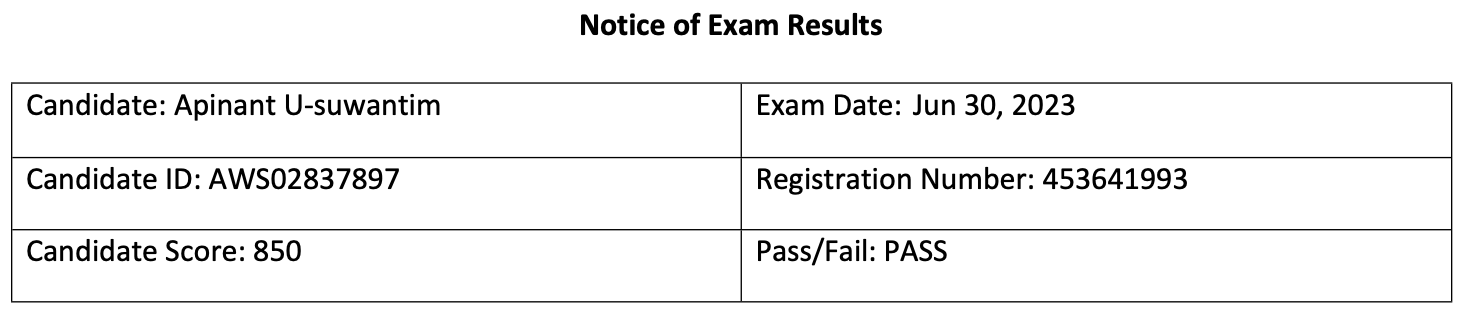 Notice of Exam Results
Candidate: Apinant U-suwantim
Exam Date: Jun 30, 2023
Candidate ID: AWS02837897
Registration Number: 453641993
Candidate Score: 850
Pass/Fail: PASS